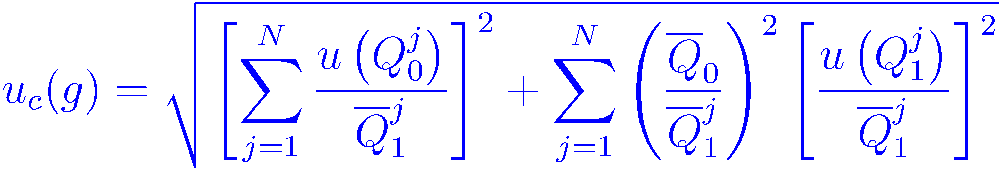 $u_c(g) = \sqrt{\left[\sum_{j=1}^{N} \frac{u\left(Q_0^j\right)}{\overline{Q}_1^j}\right]^2 + \sum_{j=1}^{N} \left(\frac{\overline{Q}_0}{\overline{Q}_1^j}\right)^2 \left[\frac{u\left(Q_1^j\right)}{\overline{Q}_1^j}\right]^2}$